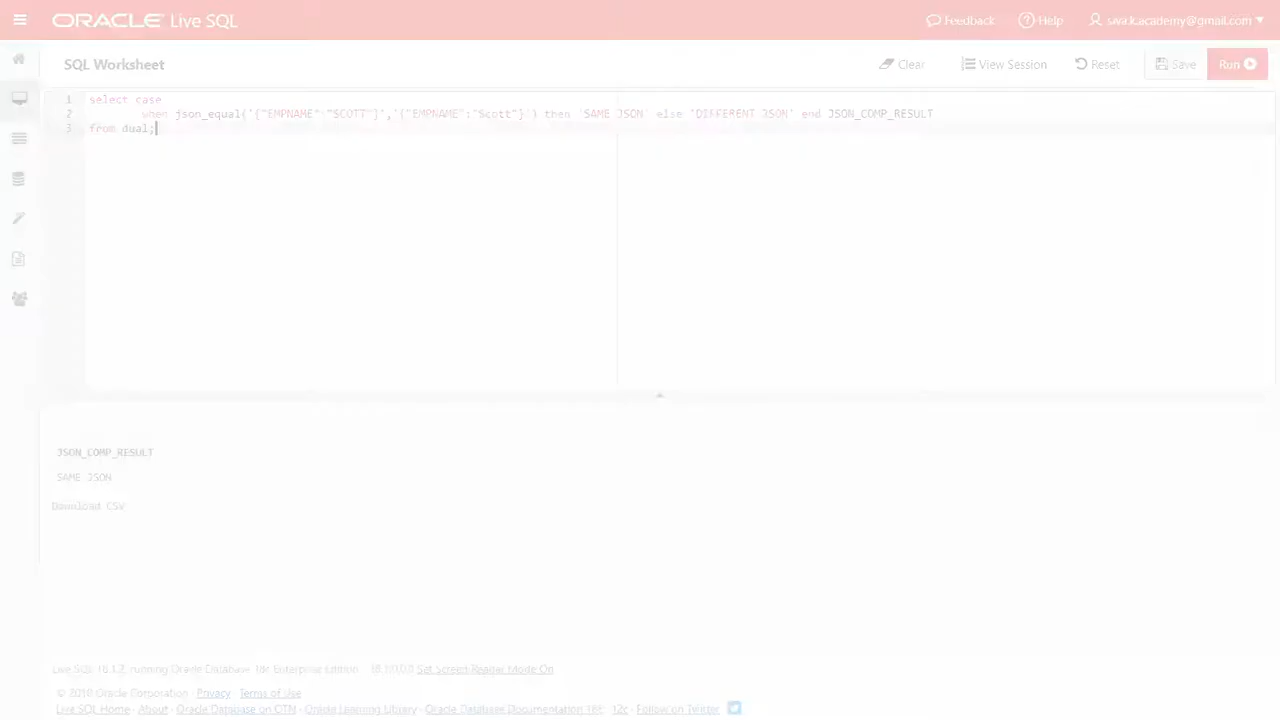 ORACLE Live SQL Feedback Help siva.k.academy@gmail.com
SQL Worksheet Clear View Session Reset Save Run
1 select case
2 when json_equal('{"EMPNAME":"SCOTT"}','{"EMPNAME":"Scott"}') then 'SAME JSON' else 'DIFFERENT JSON' end JSON_COMP_RESULT
3 from dual;
JSON_COMP_RESULT
SAME JSON
Download CSV
Live SQL 18.1.2, running Oracle Database 18c Enterprise Edition - 18.1.0.0.0 Set Screen Reader Mode On
© 2018 Oracle Corporation · Privacy · Terms of Use
Live SQL Home · About · Oracle Database on OTN · Oracle Learning Library · Oracle Database Documentation 18c 12c · Follow on Twitter